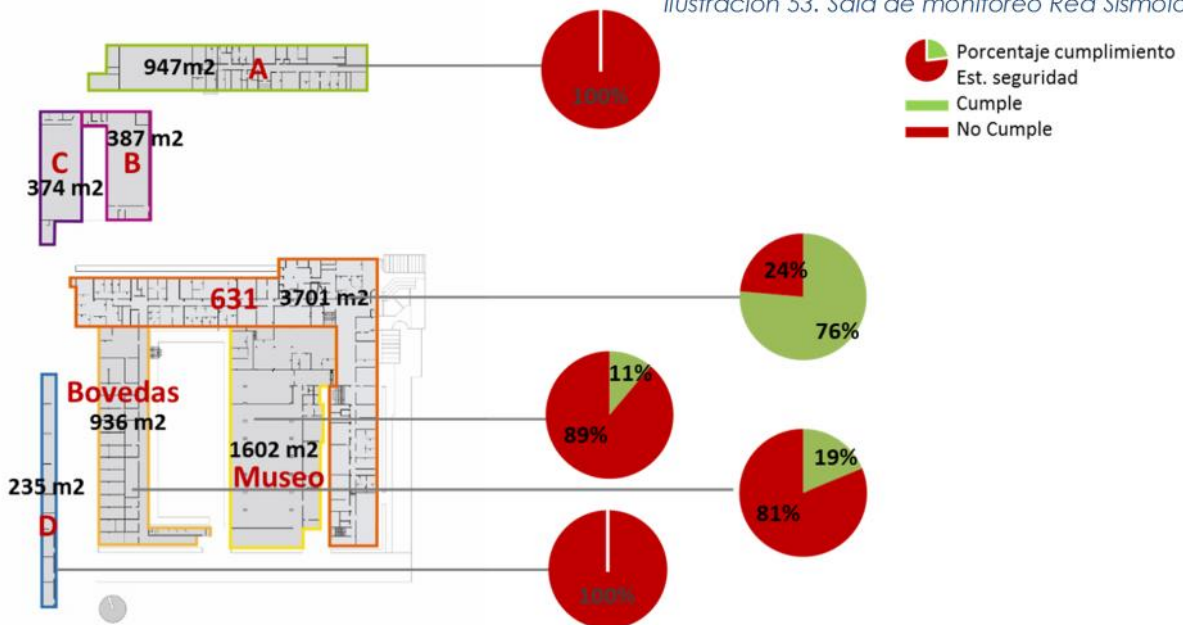 Ilustración 53. Sala de monitoreo Red
Porcentaje cumplimiento
Est. seguridad
Cumple
No Cumple
947m2
A
100%
387 m2
C
B
374 m2
631
3701 m2
24%
76%
Bovedas
936 m2
11%
89%
1602 m2
Museo
19%
81%
235 m2
D
100%